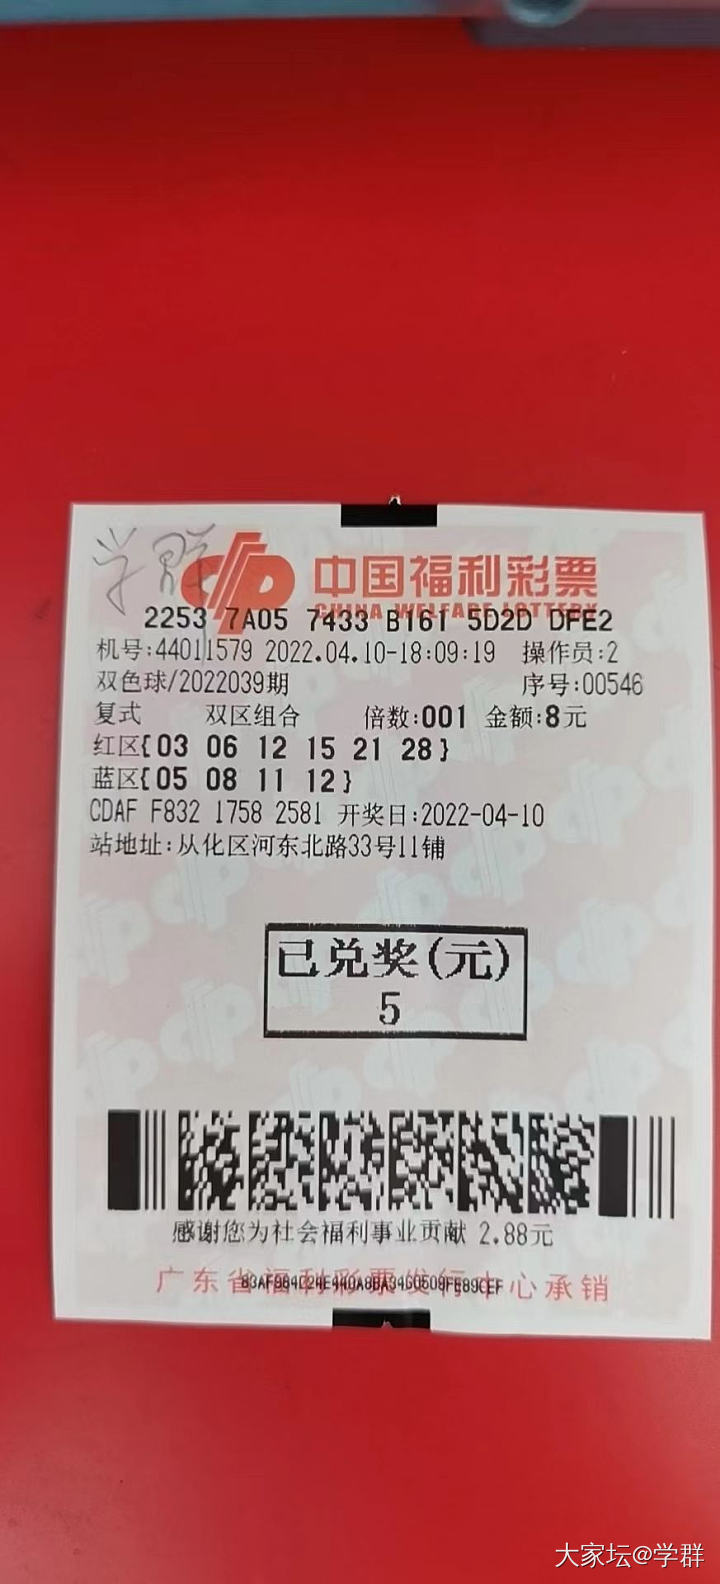 学群
中国福利彩票
CHINA WELFARE LOTTERY
2253 7A05 7433 B161 5D2D DFE2
机号:44011579 2022.04.10-18:09:19 操作员:2
双色球/2022039期 序号:00546
复式 双区组合 倍数:001 金额:8元
红区{03 06 12 15 21 28}
蓝区{05 08 11 12}
CDAF F832 1758 2581 开奖日:2022-04-10
站地址:从化区河东北路33号11铺
已兑奖(元)
5
感谢您为社会福利事业贡献 2.88元
广东省福利彩票发行中心承销
大家坛@学群